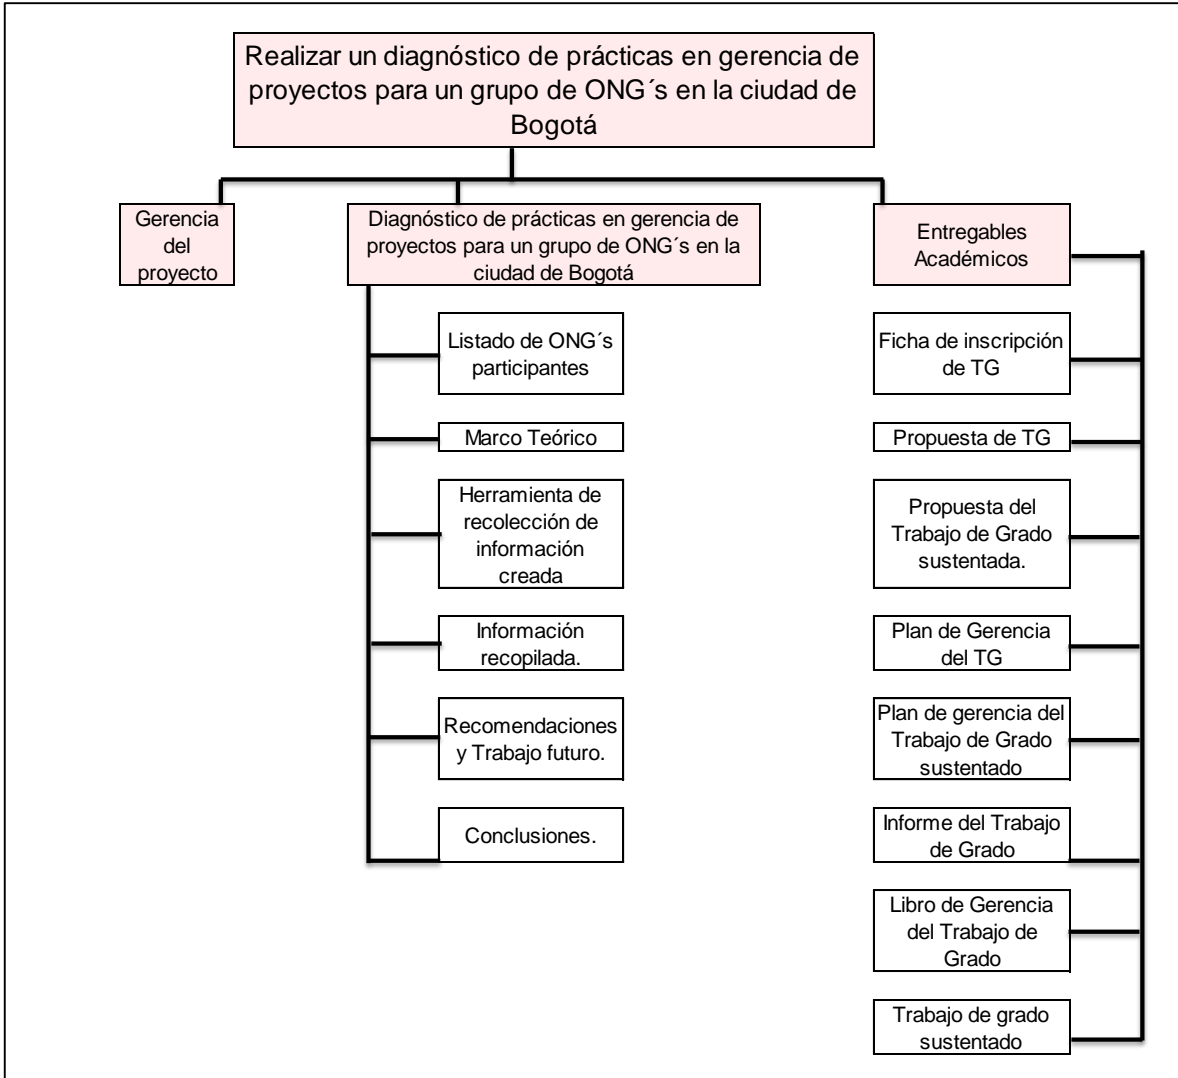 Realizar un diagnóstico de prácticas en gerencia de
proyectos para un grupo de ONG´s en la ciudad de
Bogotá
Gerencia
del
proyecto
Diagnóstico de prácticas en gerencia de
proyectos para un grupo de ONG´s en la
ciudad de Bogotá
Listado de ONG´s
participantes
Marco Teórico
Herramienta de
recolección de
información
creada
Información
recopilada.
Recomendaciones
y Trabajo futuro.
Conclusiones.
Entregables
Académicos
Ficha de inscripción
de TG
Propuesta de TG
Propuesta del
Trabajo de Grado
sustentada.
Plan de Gerencia
del TG
Plan de gerencia del
Trabajo de Grado
sustentado
Informe del Trabajo
de Grado
Libro de Gerencia
del Trabajo de
Grado
Trabajo de grado
sustentado